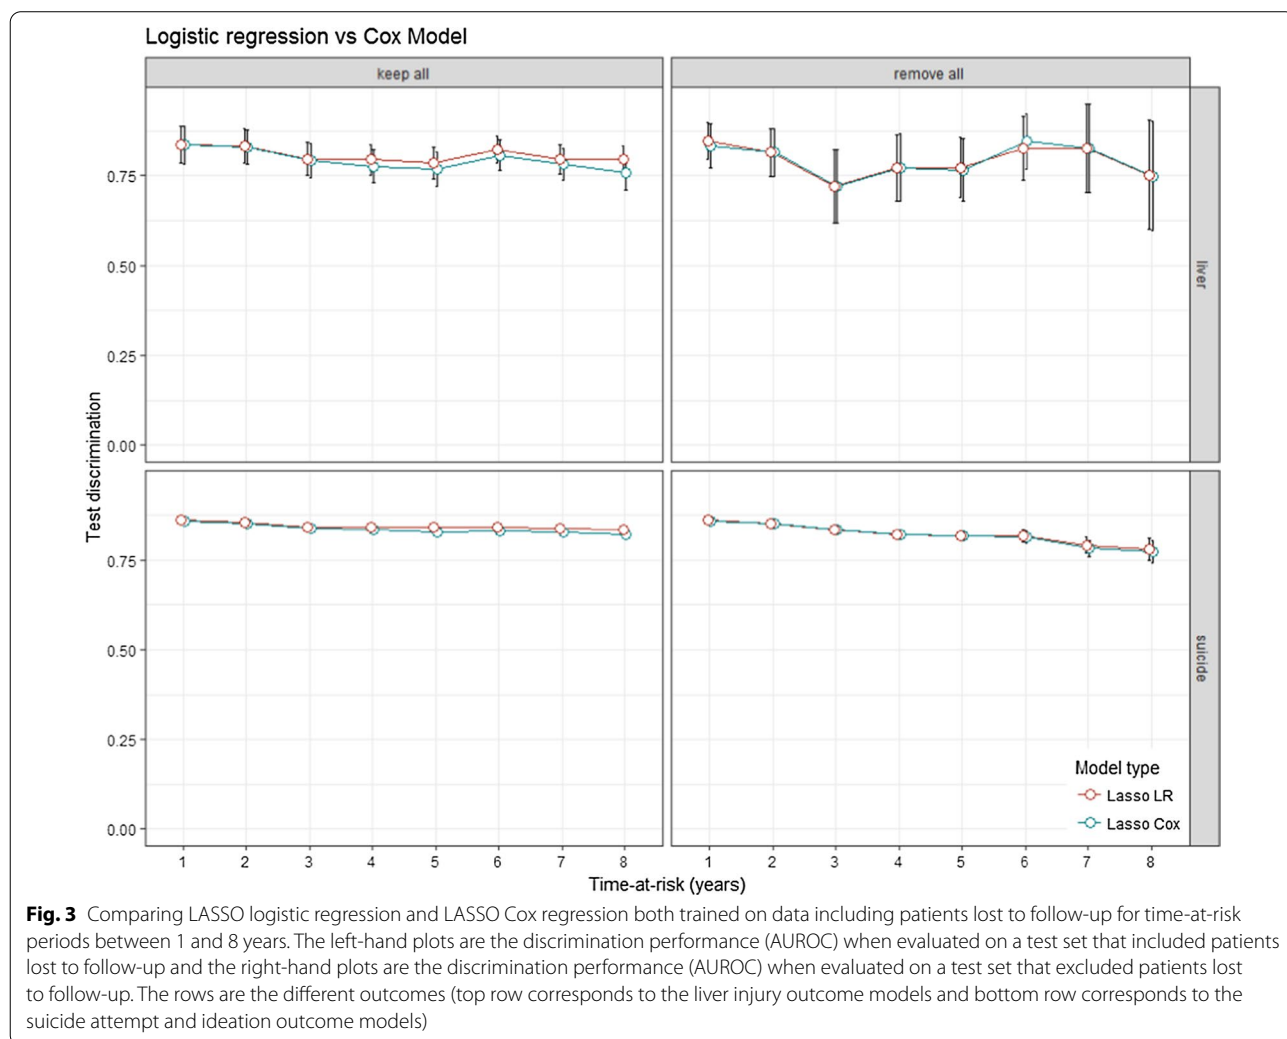 Logistic regression vs Cox Model
keep all
remove all
0.75
0.50
0.25
0.00
liver
Test discrimination
0.75
0.50
0.25
0.00
suicide
Model type
Lasso LR
Lasso Cox
1 2 3 4 5 6 7 8
1 2 3 4 5 6 7 8
Time-at-risk (years)
Fig. 3 Comparing LASSO logistic regression and LASSO Cox regression both trained on data including patients lost to follow-up for time-at-risk
periods between 1 and 8 years. The left-hand plots are the discrimination performance (AUROC) when evaluated on a test set that included patients
lost to follow-up and the right-hand plots are the discrimination performance (AUROC) when evaluated on a test set that excluded patients lost
to follow-up. The rows are the different outcomes (top row corresponds to the liver injury outcome models and bottom row corresponds to the
suicide attempt and ideation outcome models)